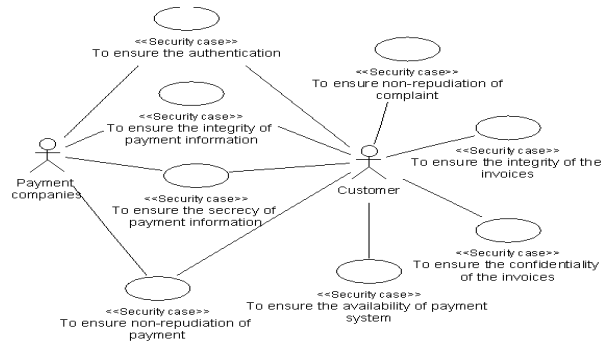 <<Security case>>
To ensure the authentication
<<Security case>>
To ensure non-repudiation of
complaint
<<Security case>>
To ensure the integrity of
payment information
<<Security case>>
To ensure the integrity of the
invoices
Payment
companies
Customer
<<Security case>>
To ensure the secrecy of
payment information
<<Security case>>
To ensure the confidentiality
of the invoices
<<Security case>>
To ensure the availability of payment
system
<<Security case>>
To ensure non-repudiation of
payment